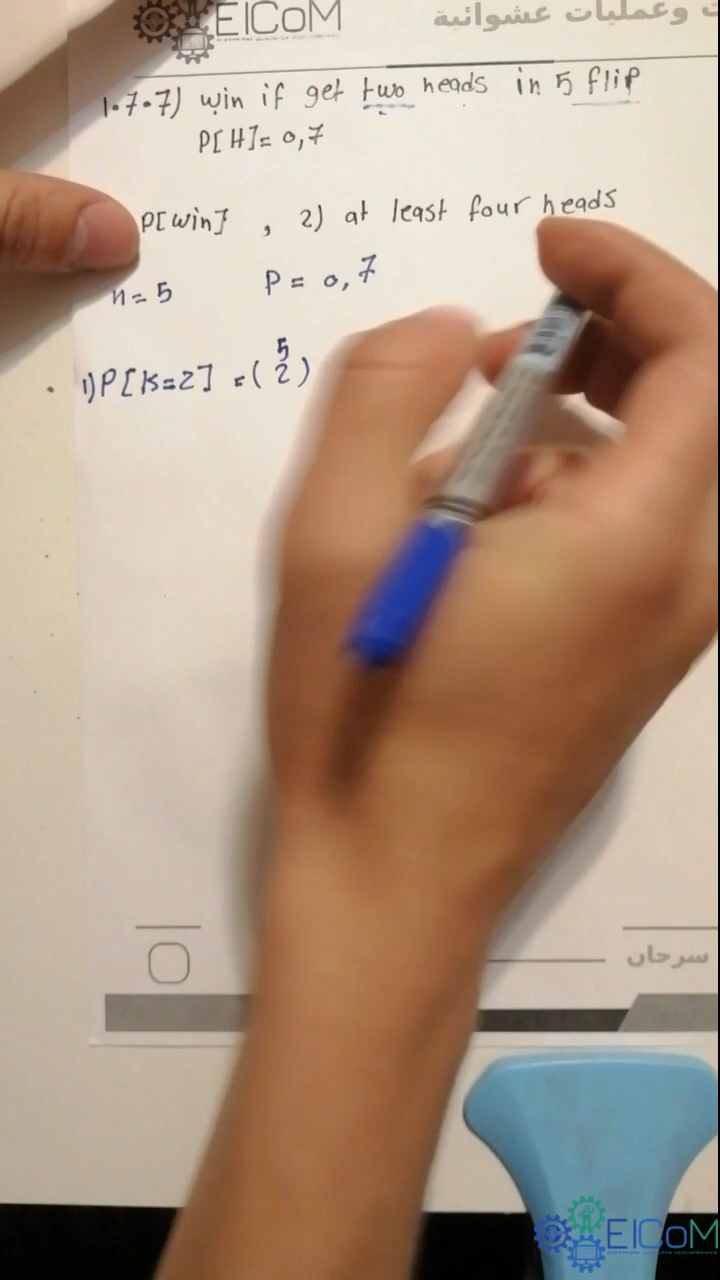 EICoM
وعمليات عشوائية
1.7.7) win if get two heads in 5 flip
P[H]= 0,7
P[win] , 2) at least four heads
n = 5 P = 0,7
1) P[K=2] = (5 2)
سرحان
EICoM